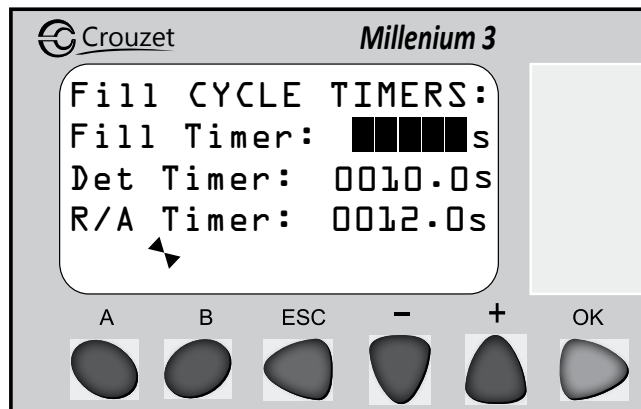 Crouzet Millenium 3
Fill CYCLE TIMERS:
Fill Timer: s
Det Timer: 0010.0s
R/A Timer: 0012.0s
A B ESC - + OK